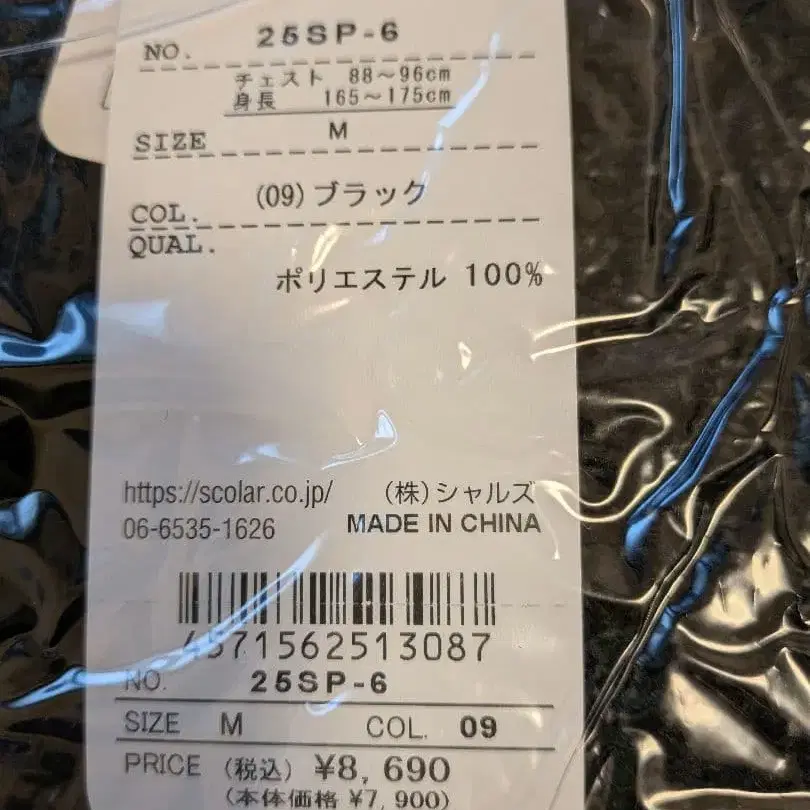 NO. 25SP-6
チェスト 88～96cm
身長 165～175cm
SIZE M
COL. (09)ブラック
QUAL.
ポリエステル 100%
https://scolar.co.jp/ (株)シャルズ
06-6535-1626 MADE IN CHINA
4571562513087
NO. 25SP-6
SIZE M COL. 09
PRICE (税込) ¥8,690
(本体価格 ¥7,900)